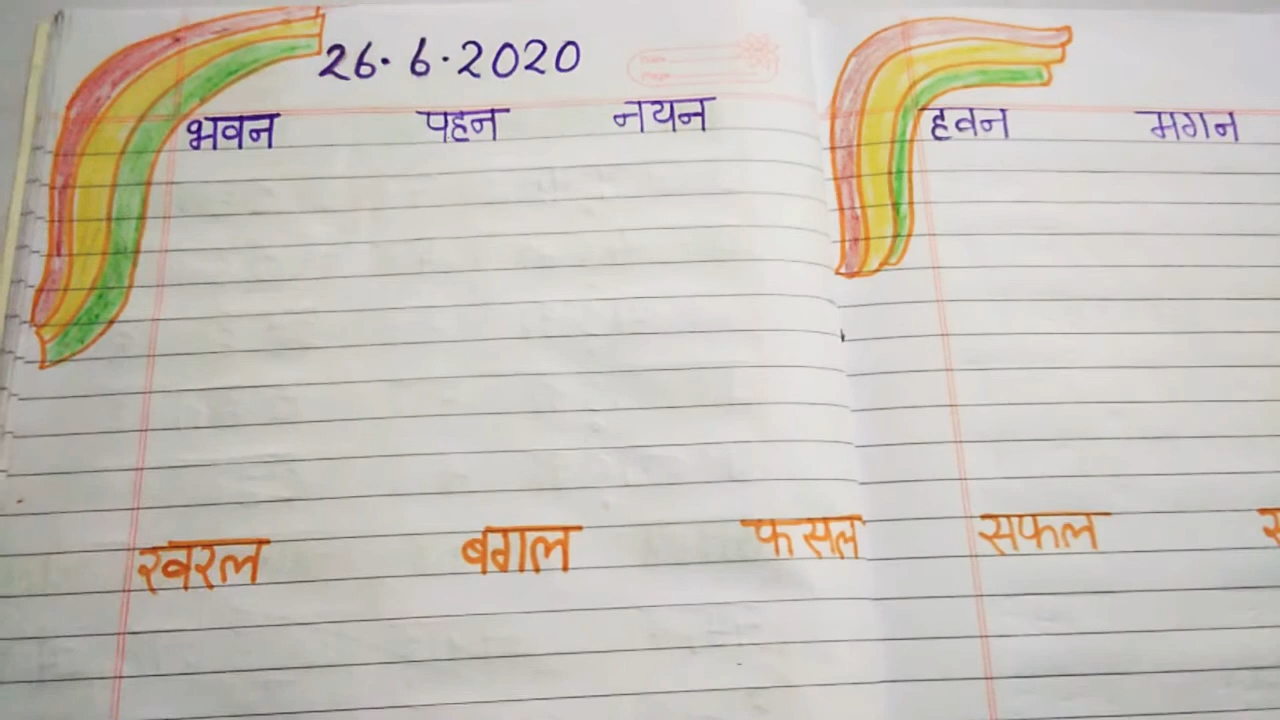 26.6.2020
भवन पहन नयन
हवन मगन
खरल बगल फसल
सफल